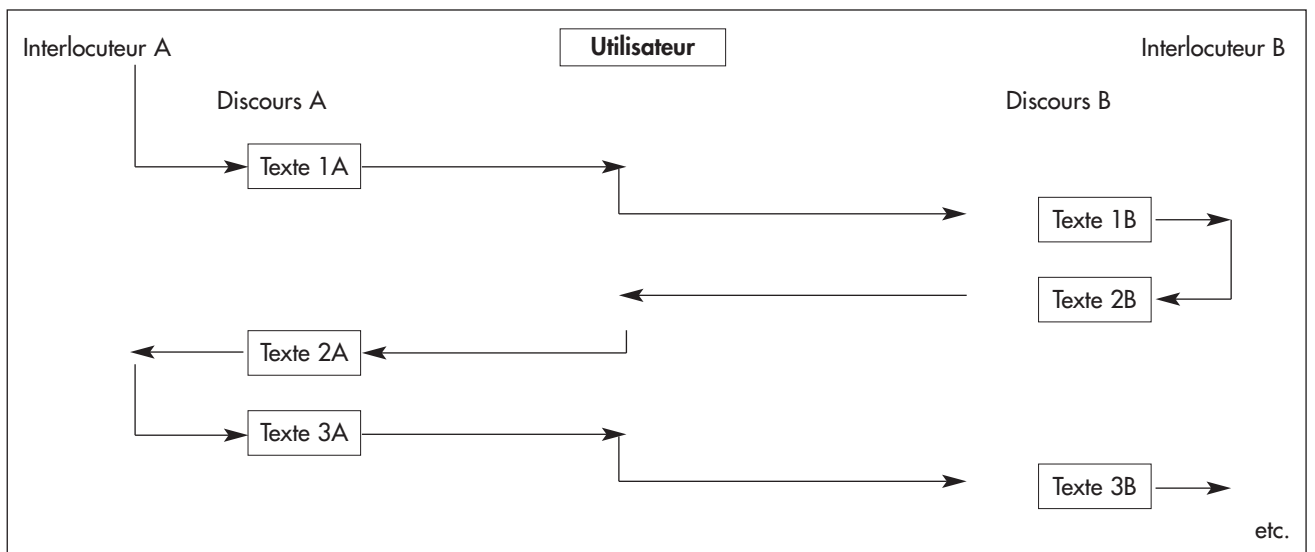 Interlocuteur A
Utilisateur
Interlocuteur B
Discours A
Discours B
Texte 1A
Texte 1B
Texte 2B
Texte 2A
Texte 3A
Texte 3B
etc.